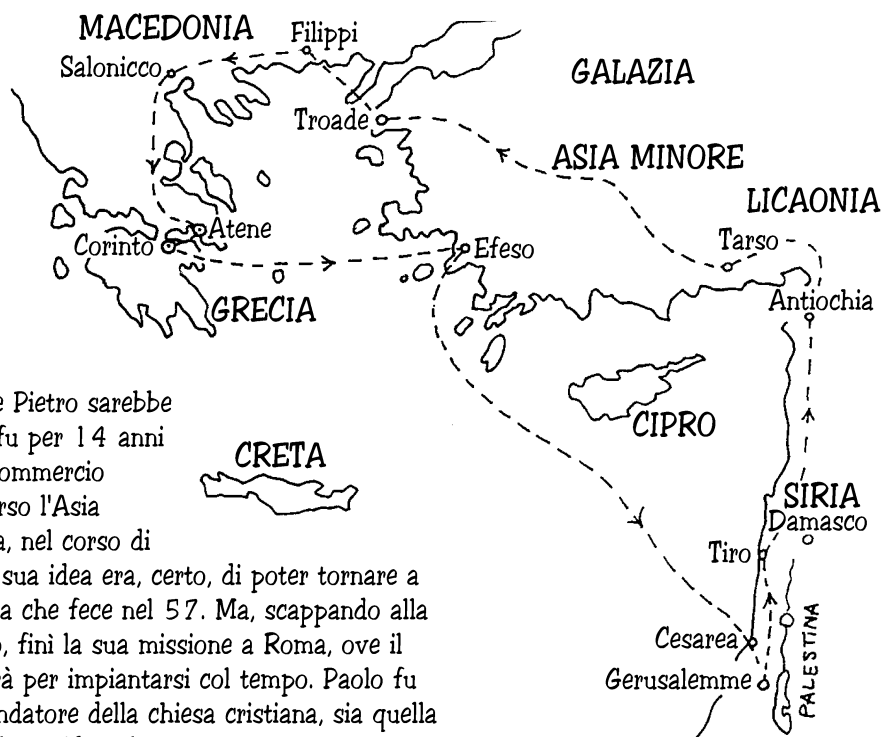 MACEDONIA
Filippi
Salonicco
GALAZIA
Troade
ASIA MINORE
LICAONIA
Atene
Corinto
Efeso
Tarso
Antiochia
GRECIA
CIPRO
CRETA
SIRIA
Damasco
Tiro
Cesarea
Gerusalemme
PALESTINA
e Pietro sarebbe
fu per 14 anni
ommercio
rso l'Asia
a, nel corso di
sua idea era, certo, di poter tornare a
a che fece nel 57. Ma, scappando alla
o, finì la sua missione a Roma, ove il
rà per impiantarsi col tempo. Paolo fu
ndatore della chiesa cristiana, sia quella